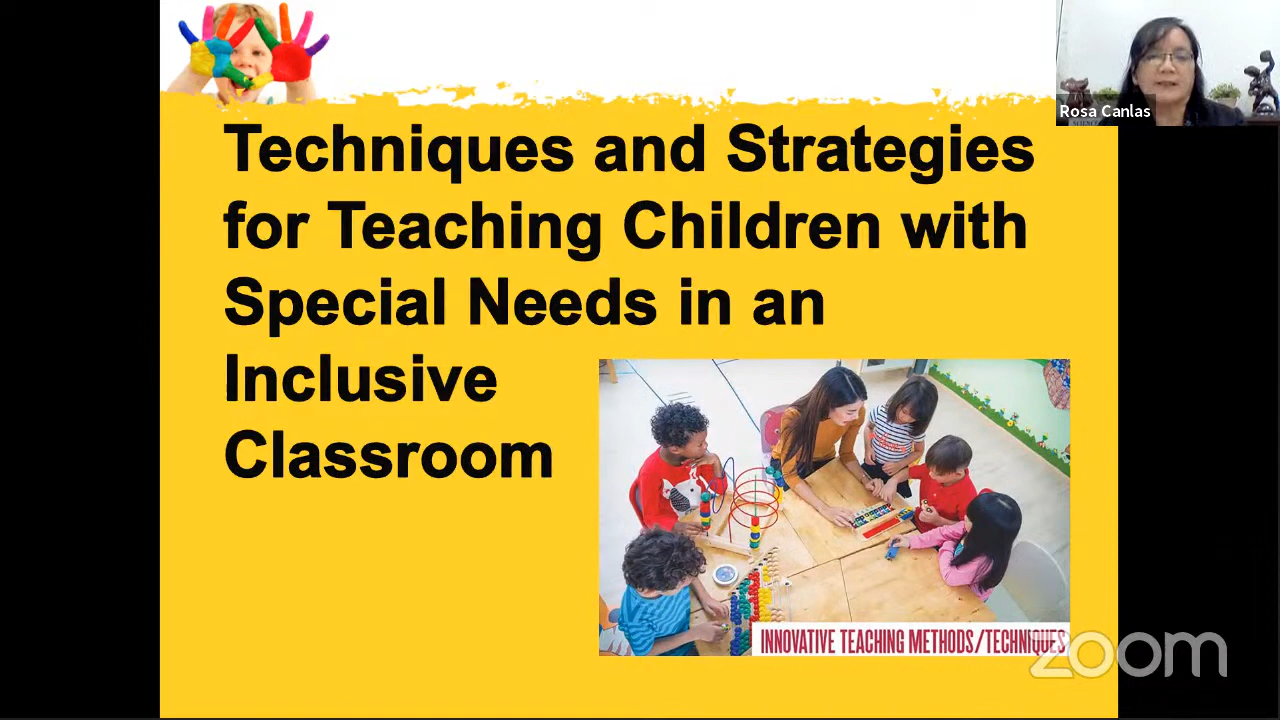 Rosa Canlas
Techniques and Strategies
for Teaching Children with
Special Needs in an
Inclusive
Classroom
INNOVATIVE TEACHING METHODS/TECHNIQUES
zoom